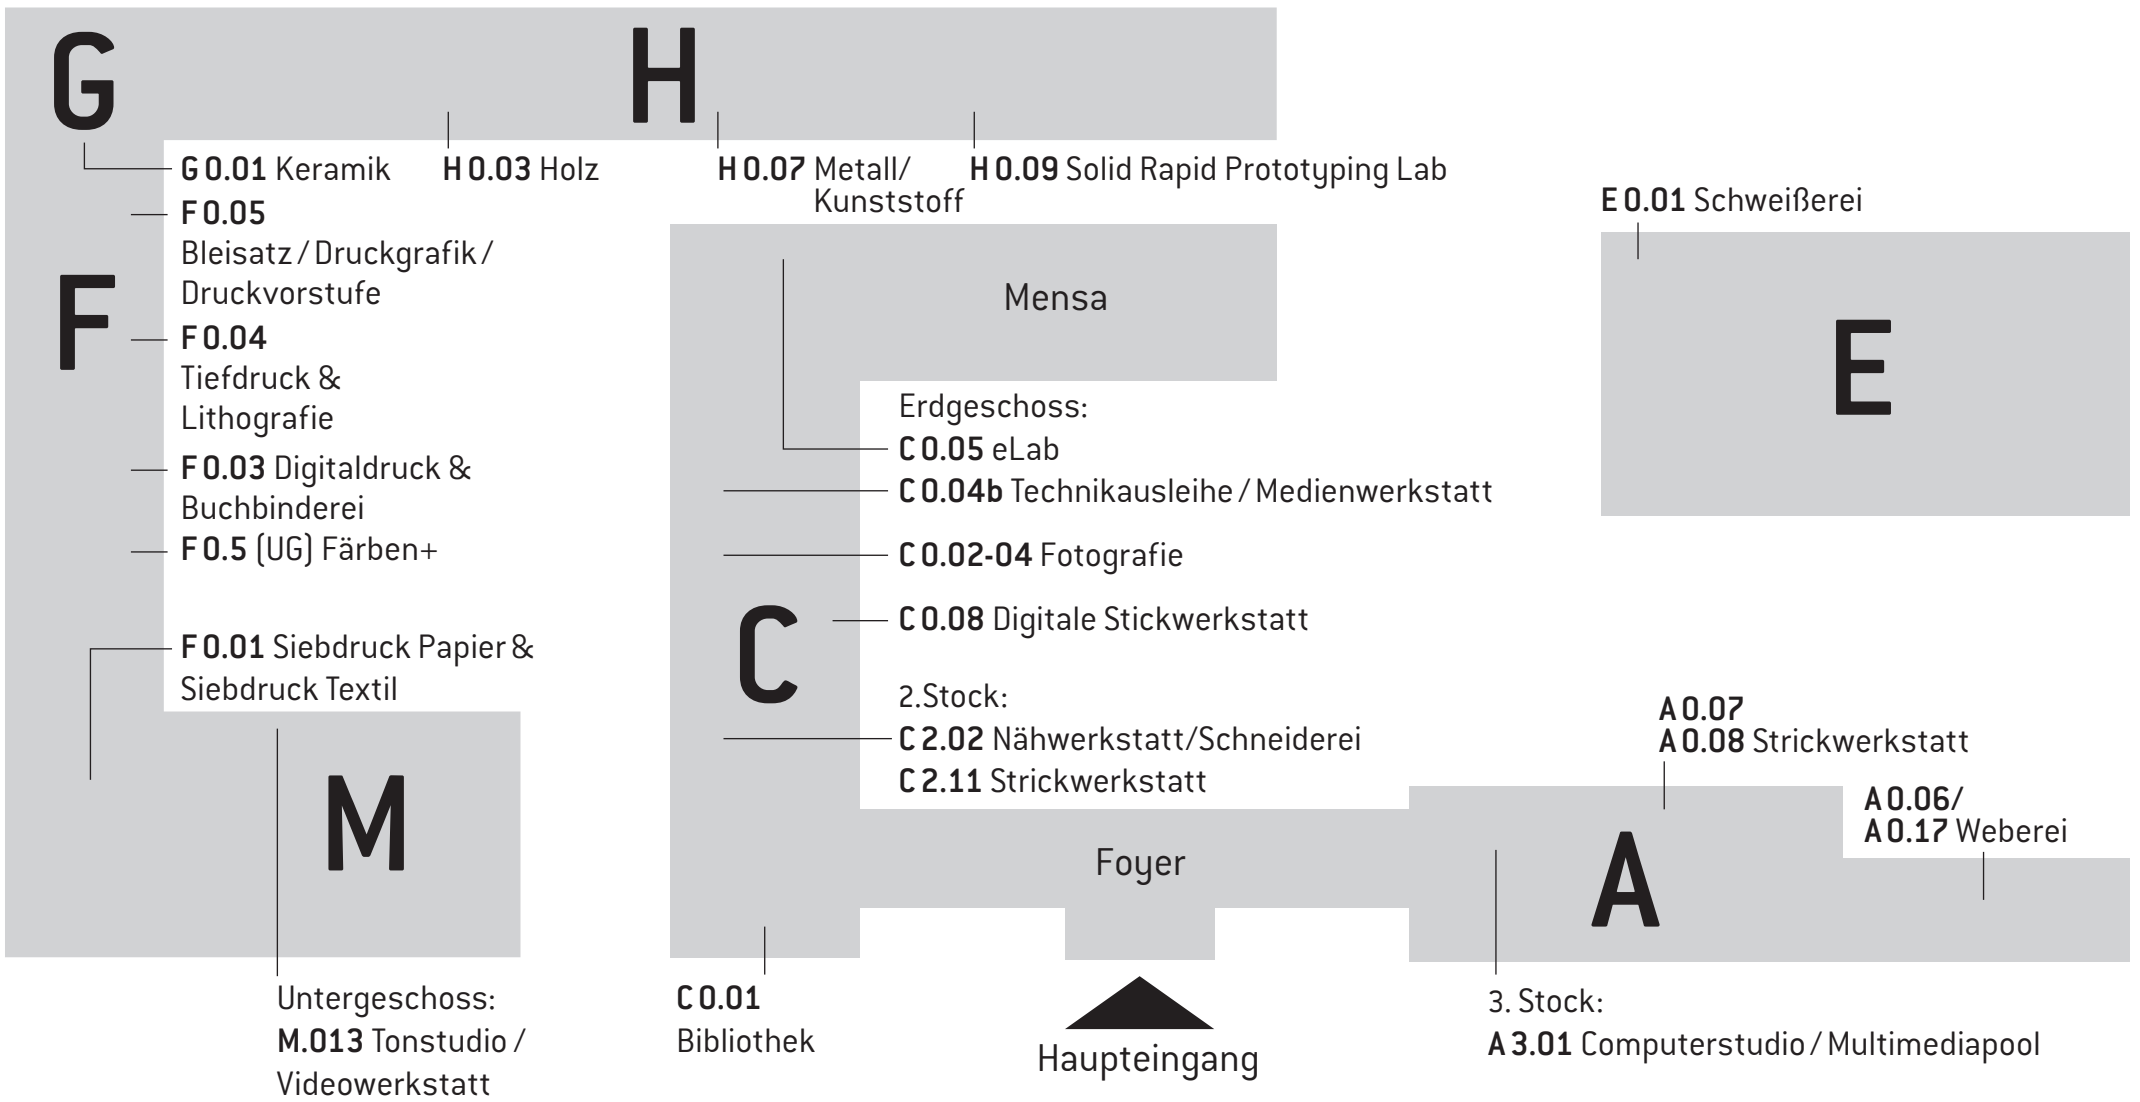 G
H
G 0.01 Keramik
H 0.03 Holz
H 0.07 Metall/
Kunststoff
H 0.09 Solid Rapid Prototyping Lab
E 0.01 Schweißerei
F 0.05
Bleisatz / Druckgrafik /
Druckvorstufe
F
F 0.04
Tiefdruck &
Lithografie
F 0.03 Digitaldruck &
Buchbinderei
F 0.5 (UG) Färben+
F 0.01 Siebdruck Papier &
Siebdruck Textil
M
Untergeschoss:
M.013 Tonstudio /
Videowerkstatt
Mensa
E
Erdgeschoss:
C 0.05 eLab
C 0.04b Technikausleihe / Medienwerkstatt
C 0.02-04 Fotografie
C 0.08 Digitale Stickwerkstatt
C
2.Stock:
C 2.02 Nähwerkstatt/Schneiderei
C 2.11 Strickwerkstatt
A 0.07
A 0.08 Strickwerkstatt
A 0.06/
A 0.17 Weberei
Foyer
A
C 0.01
Bibliothek
Haupteingang
3. Stock:
A 3.01 Computerstudio / Multimediapool